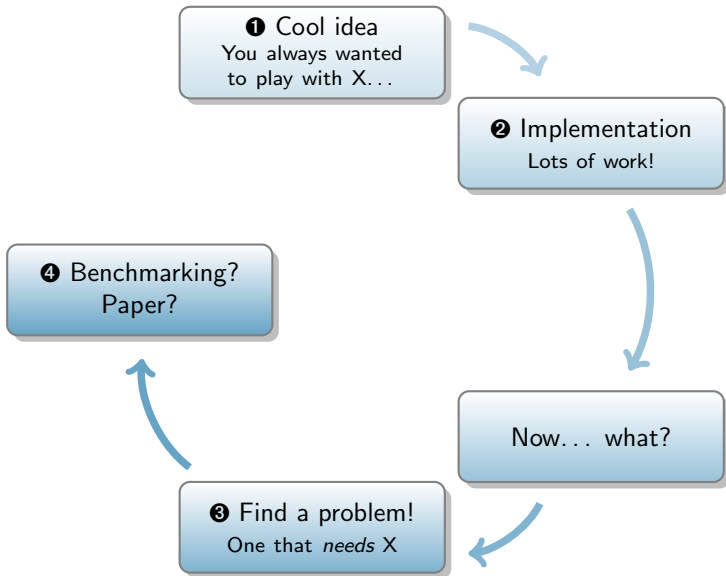 ❶ Cool idea
You always wanted
to play with X...
❷ Implementation
Lots of work!
Now... what?
❸ Find a problem!
One that needs X
❹ Benchmarking?
Paper?